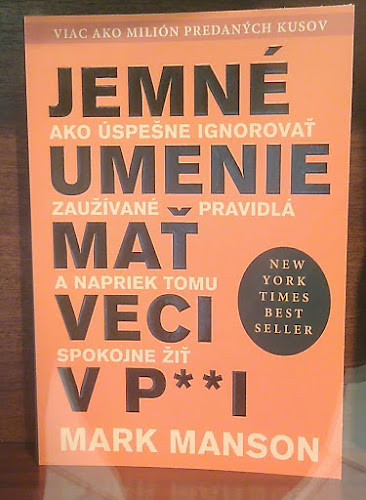 VIAC AKO MILIÓN PREDANÝCH KUSOV
JEMNÉ
AKO ÚSPEŠNE IGNOROVAŤ
UMENIE
ZAUŽÍVANÉ PRAVIDLÁ
MAŤ
A NAPRIEK TOMU
VECI
SPOKOJNE ŽIŤ
V P**I
NEW
YORK
TIMES
BEST
SELLER
MARK MANSON